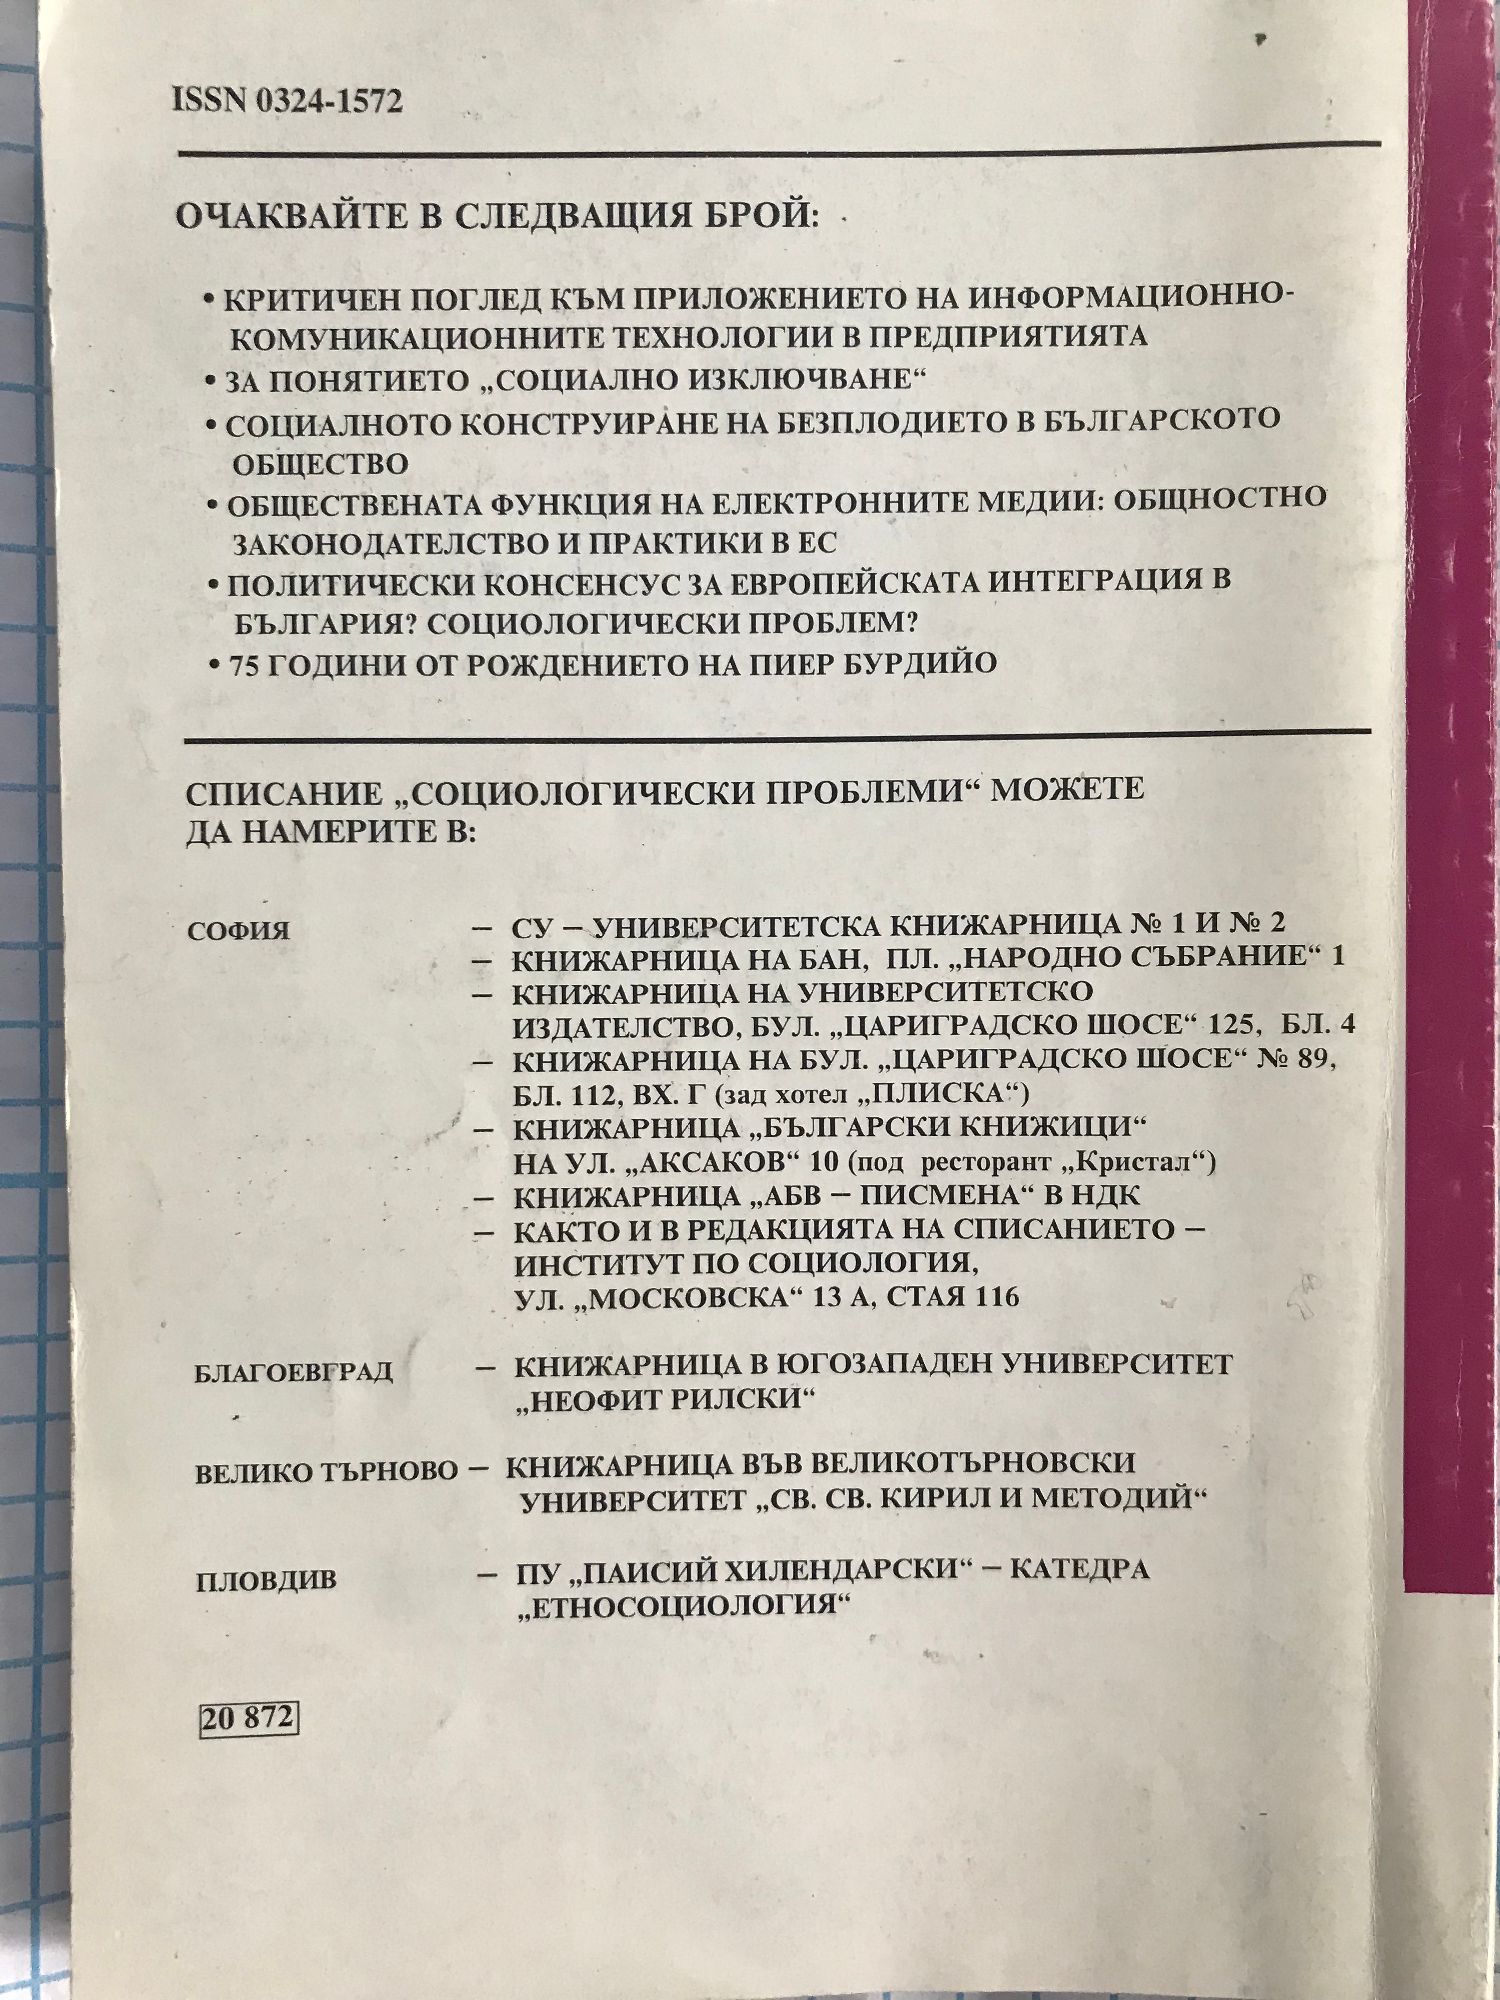 ISSN 0324-1572
ОЧАКВАЙТЕ В СЛЕДВАЩИЯ БРОЙ:
• КРИТИЧЕН ПОГЛЕД КЪМ ПРИЛОЖЕНИЕТО НА ИНФОРМАЦИОННО-
КОМУНИКАЦИОННИТЕ ТЕХНОЛОГИИ В ПРЕДПРИЯТИЯТА
• ЗА ПОНЯТИЕТО „СОЦИАЛНО ИЗКЛЮЧВАНЕ“
• СОЦИАЛНОТО КОНСТРУИРАНЕ НА БЕЗПЛОДИЕТО В БЪЛГАРСКОТО
ОБЩЕСТВО
• ОБЩЕСТВЕНАТА ФУНКЦИЯ НА ЕЛЕКТРОННИТЕ МЕДИИ: ОБЩНОСТНО
ЗАКОНОДАТЕЛСТВО И ПРАКТИКИ В ЕС
• ПОЛИТИЧЕСКИ КОНСЕНСУС ЗА ЕВРОПЕЙСКАТА ИНТЕГРАЦИЯ В
БЪЛГАРИЯ? СОЦИОЛОГИЧЕСКИ ПРОБЛЕМ?
• 75 ГОДИНИ ОТ РОЖДЕНИЕТО НА ПИЕР БУРДИЙО
СПИСАНИЕ „СОЦИОЛОГИЧЕСКИ ПРОБЛЕМИ“ МОЖЕТЕ
ДА НАМЕРИТЕ В:
СОФИЯ – СУ – УНИВЕРСИТЕТСКА КНИЖАРНИЦА № 1 И № 2
– КНИЖАРНИЦА НА БАН, ПЛ. „НАРОДНО СЪБРАНИЕ“ 1
– КНИЖАРНИЦА НА УНИВЕРСИТЕТСКО
ИЗДАТЕЛСТВО, БУЛ. „ЦАРИГРАДСКО ШОСЕ“ 125, БЛ. 4
– КНИЖАРНИЦА НА БУЛ. „ЦАРИГРАДСКО ШОСЕ“ № 89,
БЛ. 112, ВХ. Г (зад хотел „ПЛИСКА“)
– КНИЖАРНИЦА „БЪЛГАРСКИ КНИЖИЦИ“
НА УЛ. „АКСАКОВ“ 10 (под ресторант „Кристал“)
– КНИЖАРНИЦА „АБВ – ПИСМЕНА“ В НДК
– КАКТО И В РЕДАКЦИЯТА НА СПИСАНИЕТО –
ИНСТИТУТ ПО СОЦИОЛОГИЯ,
УЛ. „МОСКОВСКА“ 13 А, СТАЯ 116
БЛАГОЕВГРАД – КНИЖАРНИЦА В ЮГОЗАПАДЕН УНИВЕРСИТЕТ
„НЕОФИТ РИЛСКИ“
ВЕЛИКО ТЪРНОВО – КНИЖАРНИЦА ВЪВ ВЕЛИКОТЪРНОВСКИ
УНИВЕРСИТЕТ „СВ. СВ. КИРИЛ И МЕТОДИЙ“
ПЛОВДИВ – ПУ „ПАИСИЙ ХИЛЕНДАРСКИ“ – КАТЕДРА
„ЕТНОСОЦИОЛОГИЯ“
20 872